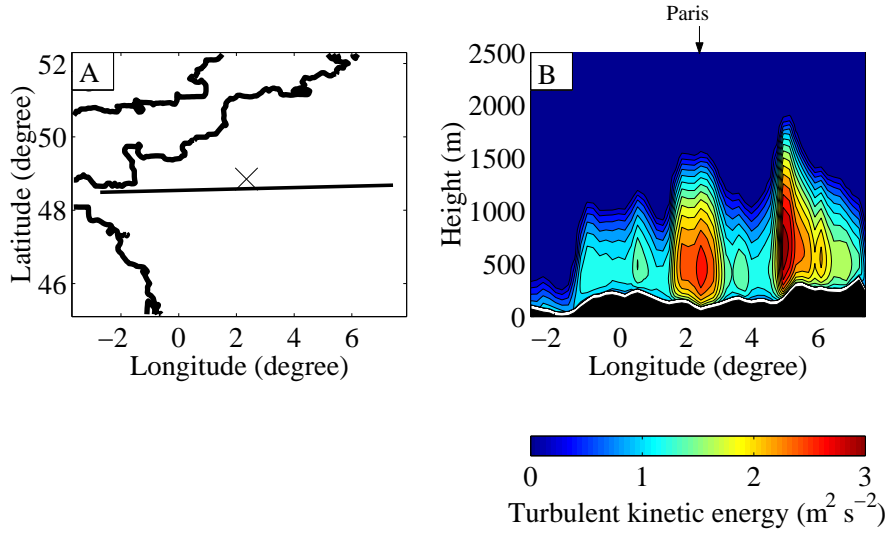 Paris
A
52
50
48
46
Latitude (degree)
−2 0 2 4 6
Longitude (degree)
B
2500
2000
1500
1000
500
0
Height (m)
−2 0 2 4 6
Longitude (degree)
0 1 2 3
Turbulent kinetic energy (m² s⁻²)